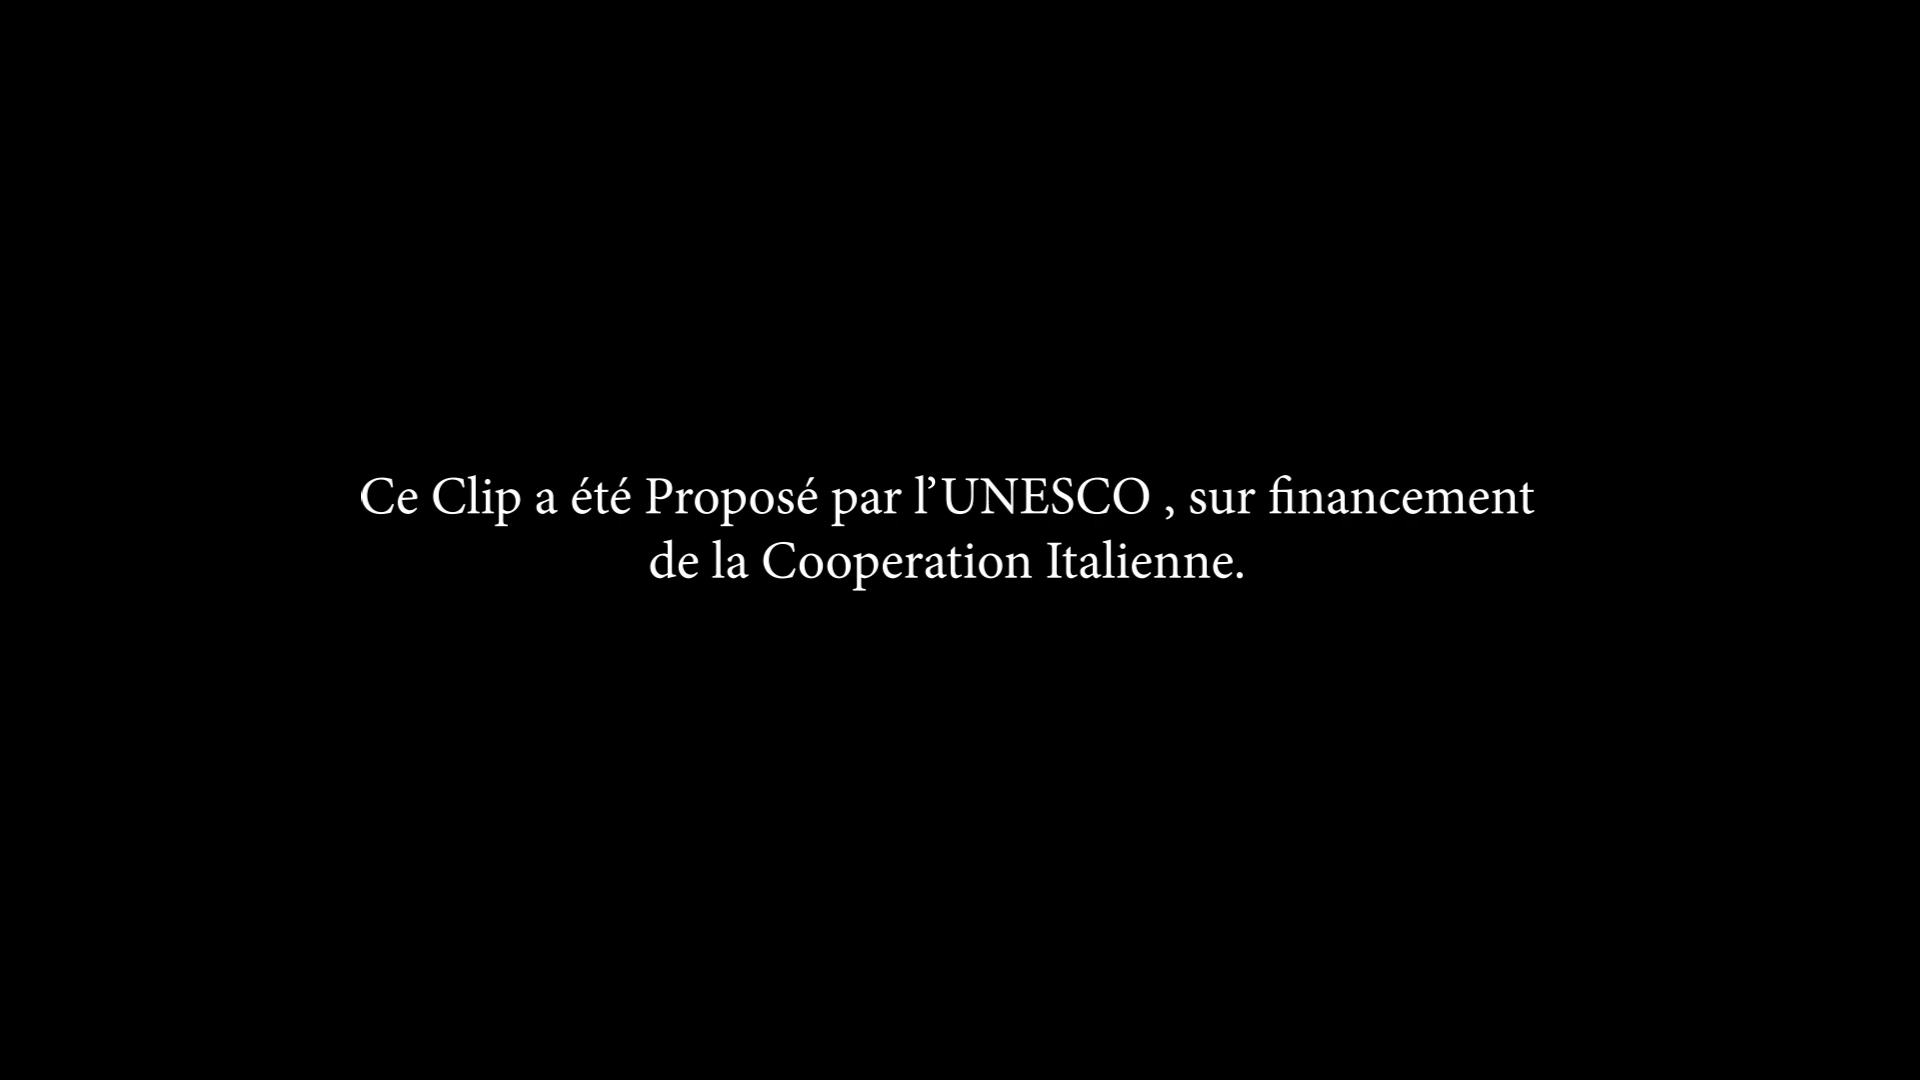 Ce Clip a été Proposé par l’UNESCO , sur financement
de la Cooperation Italienne.